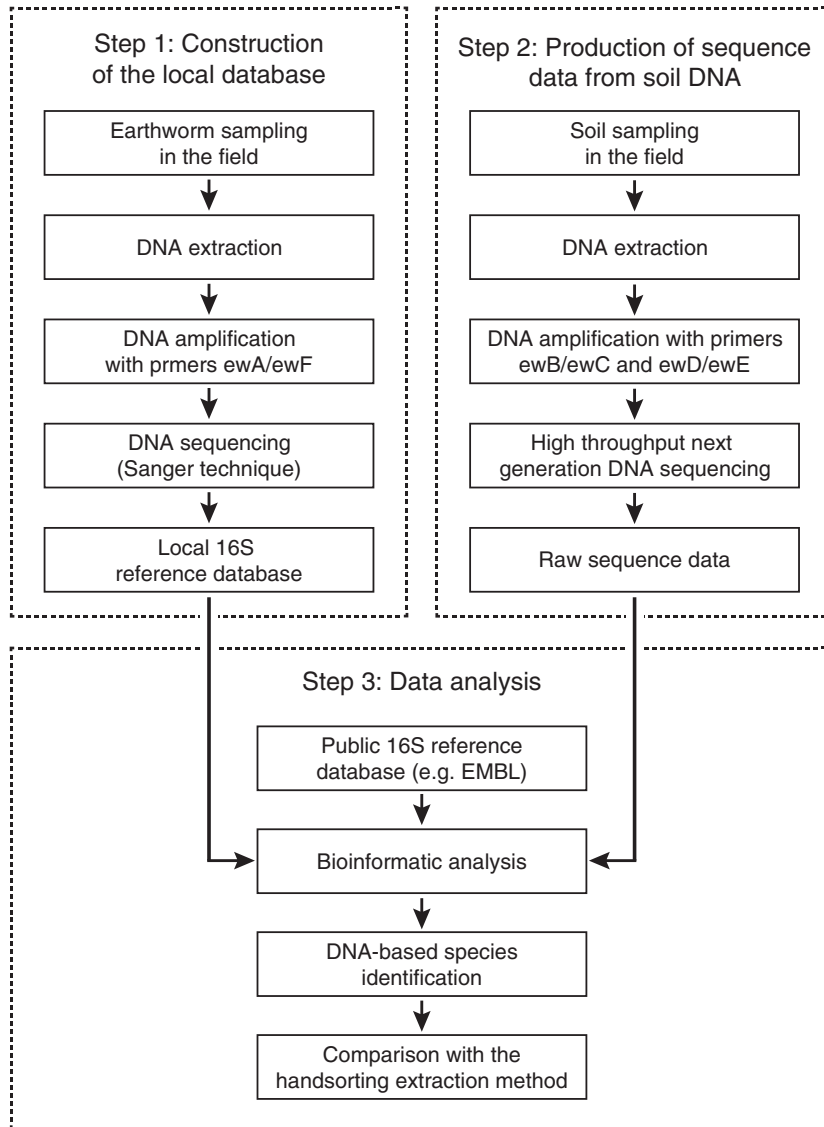 Step 1: Construction
of the local database
Earthworm sampling
in the field
DNA extraction
DNA amplification
with prmers ewA/ewF
DNA sequencing
(Sanger technique)
Local 16S
reference database
Step 2: Production of sequence
data from soil DNA
Soil sampling
in the field
DNA extraction
DNA amplification with primers
ewB/ewC and ewD/ewE
High throughput next
generation DNA sequencing
Raw sequence data
Step 3: Data analysis
Public 16S reference
database (e.g. EMBL)
Bioinformatic analysis
DNA-based species
identification
Comparison with the
handsorting extraction method